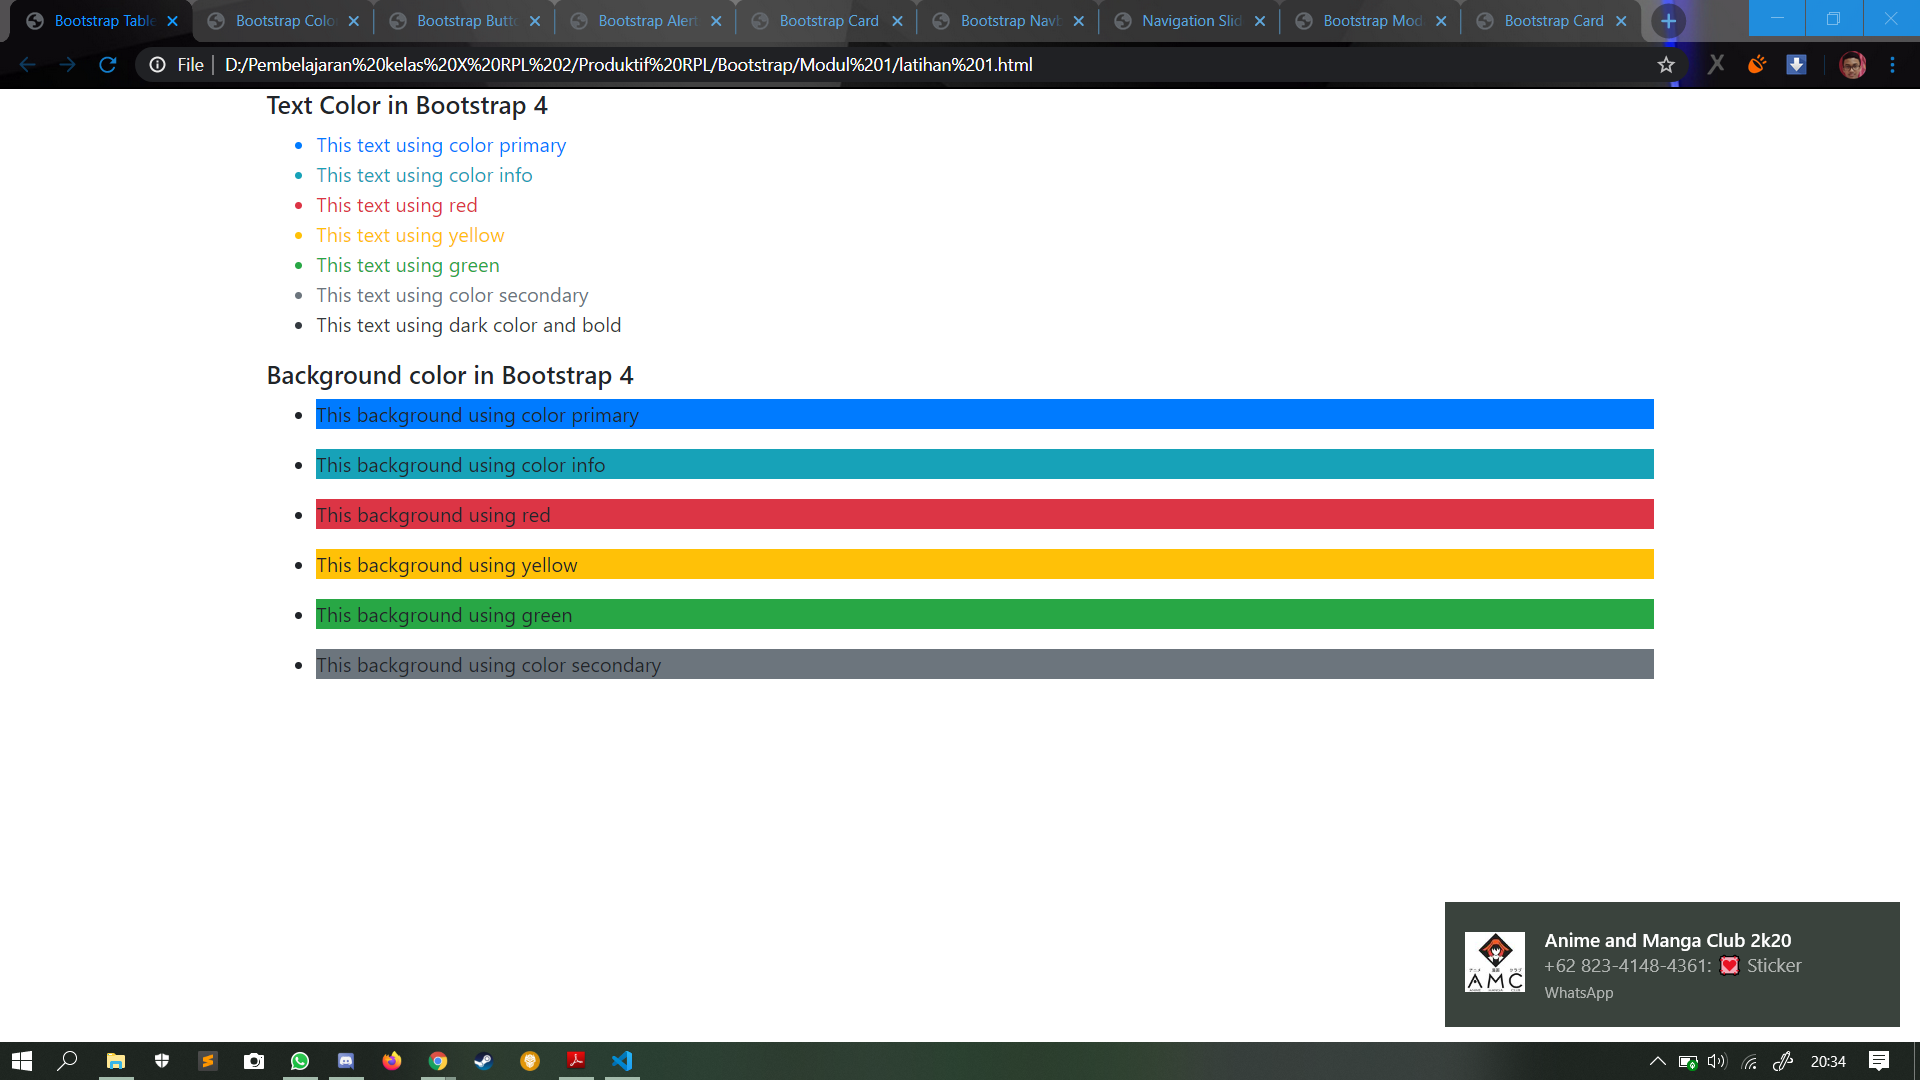 Bootstrap Table
Bootstrap Colo
Bootstrap Butt
Bootstrap Alert
Bootstrap Card
Bootstrap Navb
Navigation Slid
Bootstrap Mod
Bootstrap Card
File
D:/Pembelajaran%20kelas%20X%20RPL%202/Produktif%20RPL/Bootstrap/Modul%201/latihan%201.html
Text Color in Bootstrap 4
This text using color primary
This text using color info
This text using red
This text using yellow
This text using green
This text using color secondary
This text using dark color and bold
Background color in Bootstrap 4
This background using color primary
This background using color info
This background using red
This background using yellow
This background using green
This background using color secondary
Anime and Manga Club 2k20
+62 823-4148-4361: 💟 Sticker
WhatsApp
AMC
20:34